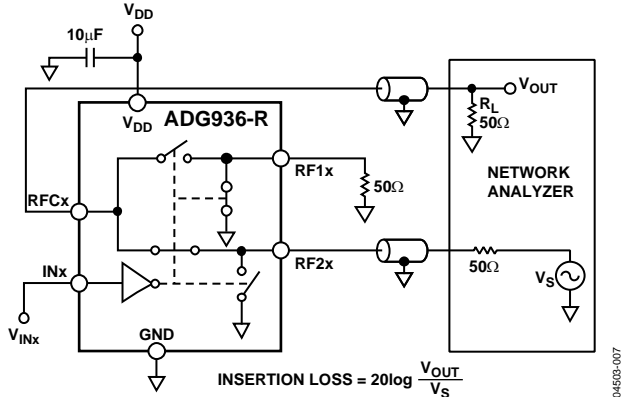 VDD
10µF
VDD
ADG936-R
VOUT
RL
50Ω
NETWORK
ANALYZER
RF1x
50Ω
RFCx
RF2x
50Ω
VS
INx
VINx
GND
INSERTION LOSS = 20log VOUT
VS
04503-007